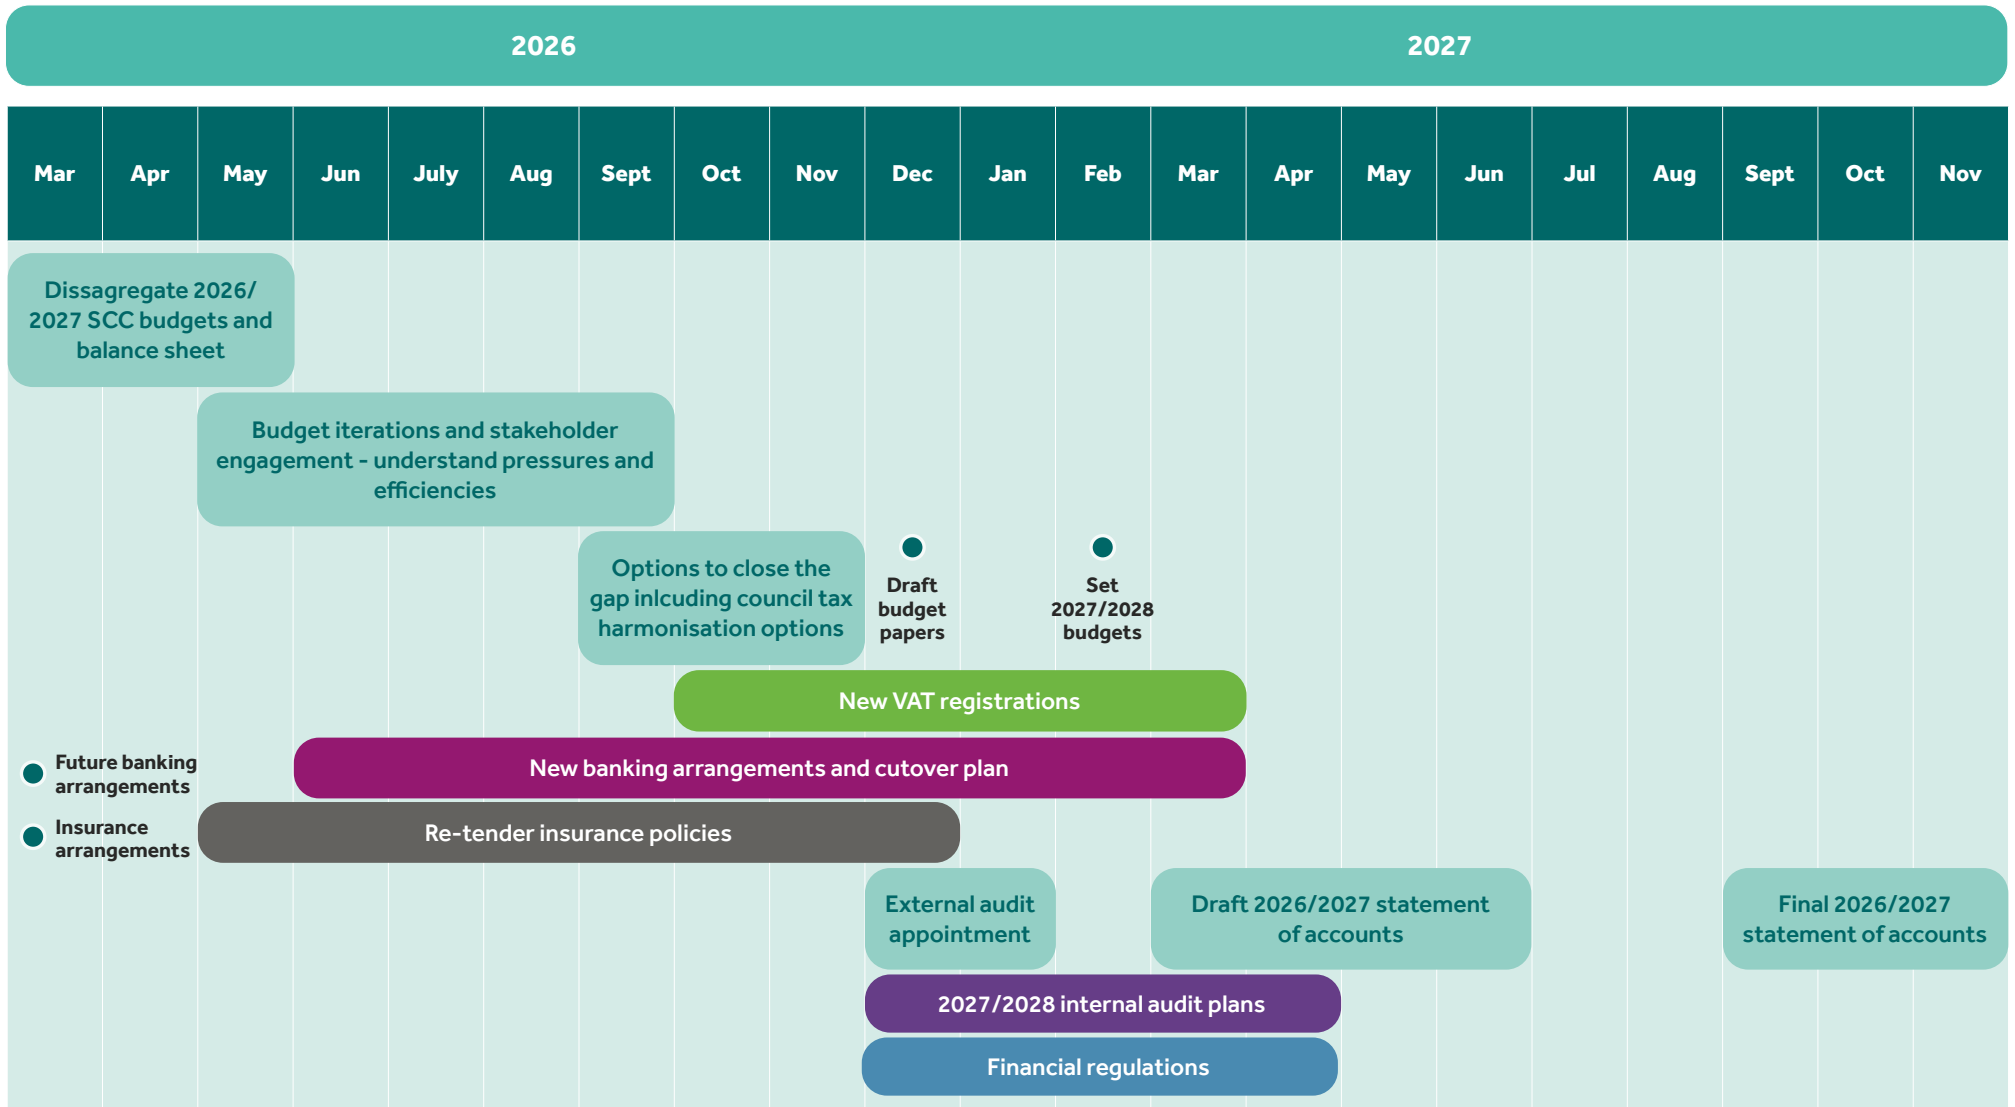 2026
2027
Mar Apr May Jun July Aug Sept Oct Nov Dec Jan Feb Mar Apr May Jun Jul Aug Sept Oct Nov
Dissagregate 2026/
2027 SCC budgets and
balance sheet
Budget iterations and stakeholder
engagement - understand pressures and
efficiencies
Options to close the
gap inlcuding council tax
harmonisation options
Draft
budget
papers
Set
2027/2028
budgets
New VAT registrations
Future banking
arrangements
New banking arrangements and cutover plan
Insurance
arrangements
Re-tender insurance policies
External audit
appointment
Draft 2026/2027 statement
of accounts
Final 2026/2027
statement of accounts
2027/2028 internal audit plans
Financial regulations